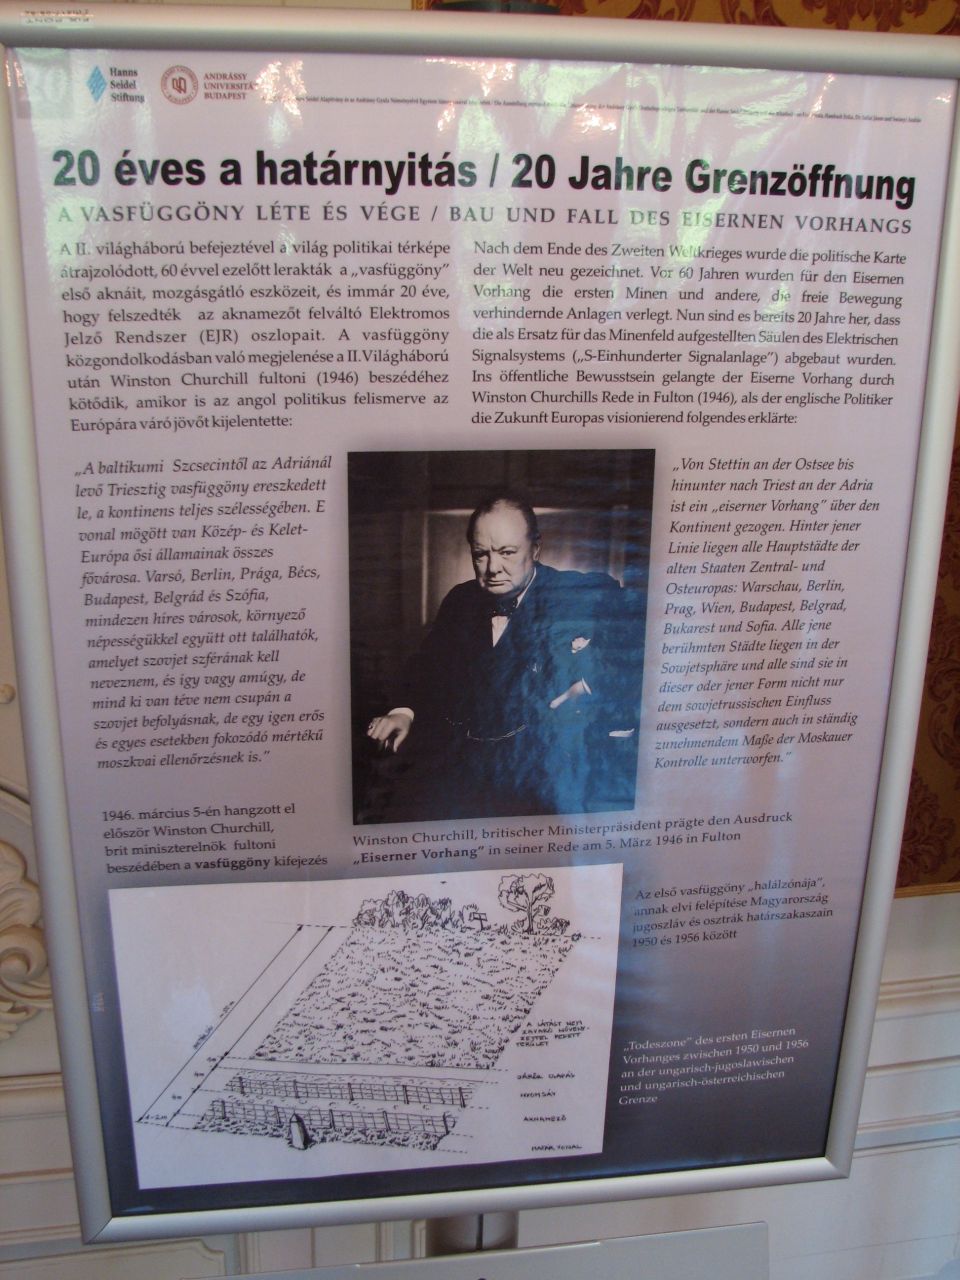 Hanns
Seidel
Stiftung
ANDRÁSSY
UNIVERSITÄT
BUDAPEST
20 éves a határnyitás / 20 Jahre Grenzöffnung
A VASFÜGGÖNY LÉTE ÉS VÉGE / BAU UND FALL DES EISERNEN VORHANGS
A II. világháború befejeztével a világ politikai térképe
átrajzolódott, 60 évvel ezelőtt lerakták a „vasfüggöny”
első aknáit, mozgásgátló eszközeit, és immár 20 éve,
hogy felszedték az aknamezőt felváltó Elektromos
Jelző Rendszer (EJR) oszlopait. A vasfüggöny
közgondolkodásban való megjelenése a II.Világháború
után Winston Churchill fultoni (1946) beszédéhez
kötődik, amikor is az angol politikus felismerve az
Európára váró jövőt kijelentette:
Nach dem Ende des Zweiten Weltkrieges wurde die politische Karte
der Welt neu gezeichnet. Vor 60 Jahren wurden für den Eisernen
Vorhang die ersten Minen und andere, die freie Bewegung
verhindernde Anlagen verlegt. Nun sind es bereits 20 Jahre her, dass
die als Ersatz für das Minenfeld aufgestellten Säulen des Elektrischen
Signalsystems („S-Einhunderter Signalanlage”) abgebaut wurden.
Ins öffentliche Bewusstsein gelangte der Eiserne Vorhang durch
Winston Churchills Rede in Fulton (1946), als der englische Politiker
die Zukunft Europas visionierend folgendes erklärte:
„A baltikumi Szcsecintől az Adriánál
levő Triesztig vasfüggöny ereszkedett
le, a kontinens teljes szélességében. E
vonal mögött van Közép- és Kelet-
Európa ősi államainak összes
fővárosa. Varsó, Berlin, Prága, Bécs,
Budapest, Belgrád és Szófia,
mindezen híres városok, környező
népességükkel együtt ott találhatók,
amelyet szovjet szférának kell
neveznem, és így vagy amúgy, de
mind ki van téve nem csupán a
szovjet befolyásnak, de egy igen erős
és egyes esetekben fokozódó mértékű
moszkvai ellenőrzésnek is.”
„Von Stettin an der Ostsee bis
hinunter nach Triest an der Adria
ist ein „eiserner Vorhang” über den
Kontinent gezogen. Hinter jener
Linie liegen alle Hauptstädte der
alten Staaten Zentral- und
Osteuropas: Warschau, Berlin,
Prag, Wien, Budapest, Belgrad,
Bukarest und Sofia. Alle jene
berühmten Städte liegen in der
Sowjetsphäre und alle sind sie in
dieser oder jener Form nicht nur
dem sowjetrussischen Einfluss
ausgesetzt, sondern auch in ständig
zunehmendem Maße der Moskauer
Kontrolle unterworfen.”
1946. március 5-én hangzott el
először Winston Churchill,
brit miniszterelnök fultoni
beszédében a vasfüggöny kifejezés
Winston Churchill, britischer Ministerpräsident prägte den Ausdruck
„Eiserner Vorhang” in seiner Rede am 5. März 1946 in Fulton
Az első vasfüggöny „halálzónája”,
annak elvi felépítése Magyarország
jugoszláv és osztrák határszakaszain
1950 és 1956 között
A LÁTÁST NEM
ZAVARÓ NÖVÉNY-
ZETTEL FEDETT
TERÜLET
NYOMSÁV
AKNAMEZŐ
HATÁR VONAL
„Todeszone” des ersten Eisernen
Vorhanges zwischen 1950 und 1956
an der ungarisch-jugoslawischen
und ungarisch-österreichischen
Grenze